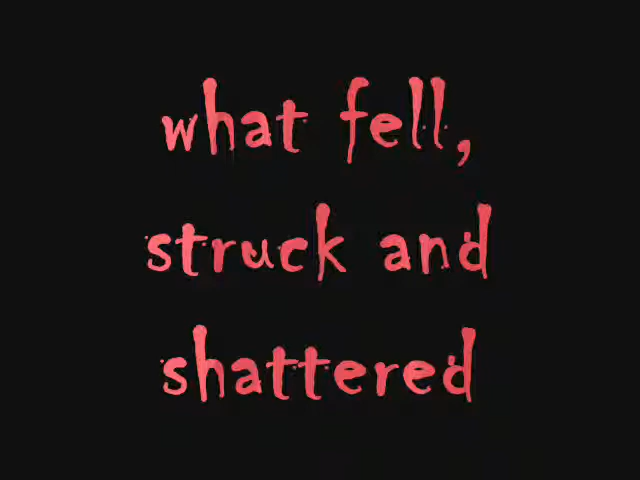 what fell,
struck and
shattered